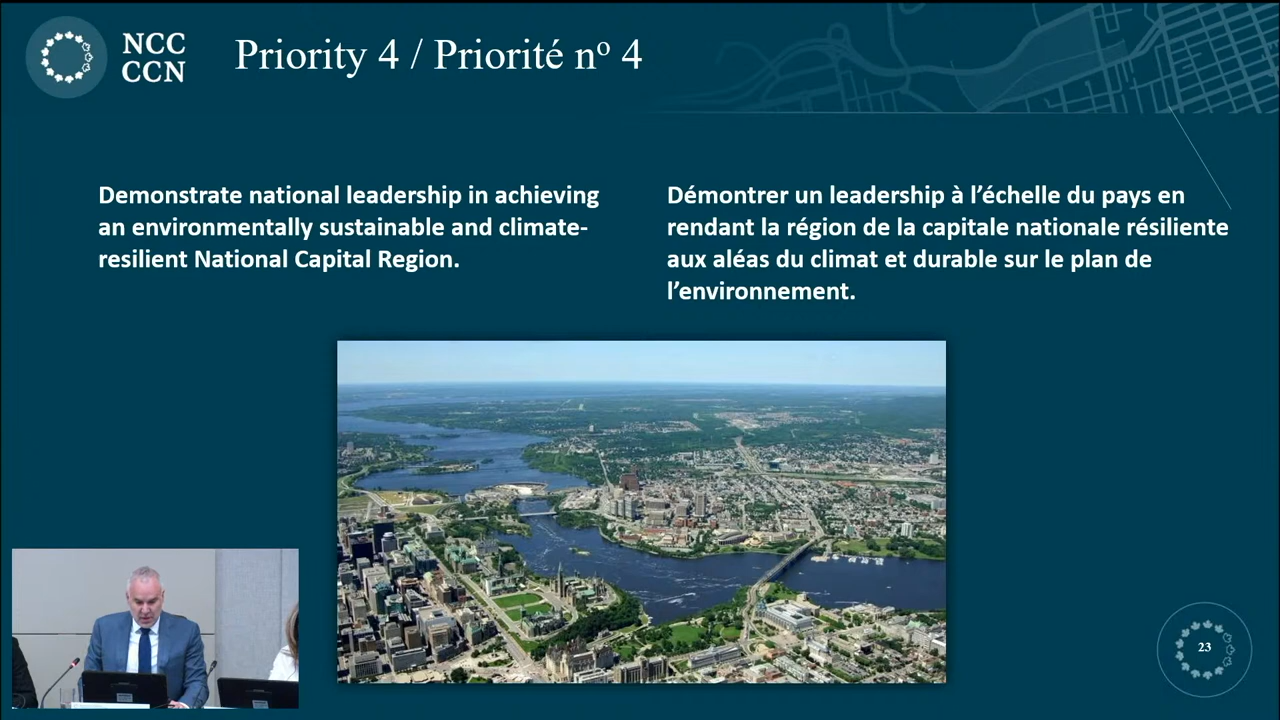 NCC
CCN
Priority 4 / Priorité nº 4
Demonstrate national leadership in achieving
an environmentally sustainable and climate-
resilient National Capital Region.
Démontrer un leadership à l’échelle du pays en
rendant la région de la capitale nationale résiliente
aux aléas du climat et durable sur le plan de
l’environnement.
23